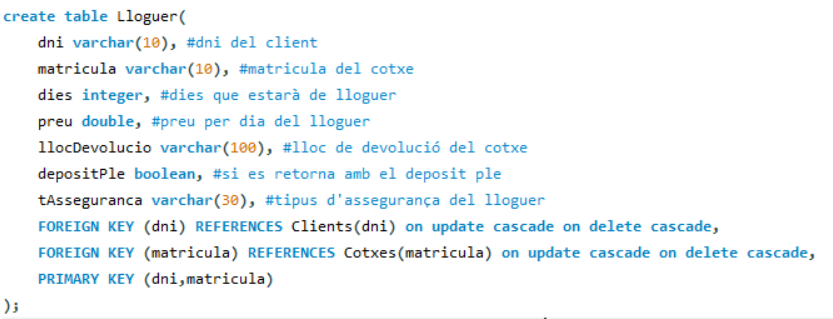 create table Lloguer(
dni varchar(10), #dni del client
matricula varchar(10), #matricula del cotxe
dies integer, #dies que estarà de lloguer
preu double, #preu per dia del lloguer
llocDevolucio varchar(100), #lloc de devolució del cotxe
depositPle boolean, #si es retorna amb el deposit ple
tAsseguranca varchar(30), #tipus d'assegurança del lloguer
FOREIGN KEY (dni) REFERENCES Clients(dni) on update cascade on delete cascade,
FOREIGN KEY (matricula) REFERENCES Cotxes(matricula) on update cascade on delete cascade,
PRIMARY KEY (dni,matricula)
);